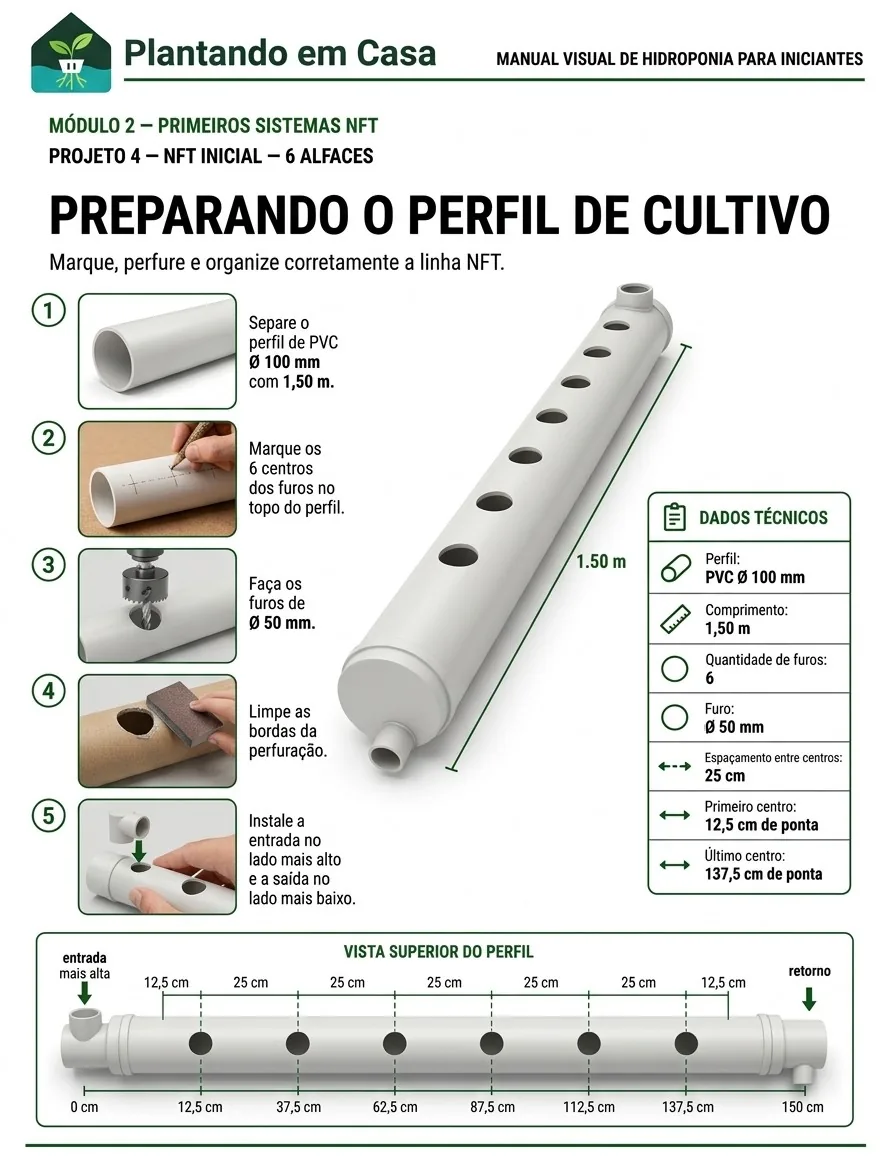 Plantando em Casa
MANUAL VISUAL DE HIDROPONIA PARA INICIANTES
MÓDULO 2 — PRIMEIROS SISTEMAS NFT
PROJETO 4 — NFT INICIAL — 6 ALFACES
PREPARANDO O PERFIL DE CULTIVO
Marque, perfure e organize corretamente a linha NFT.
1
Separe o
perfil de PVC
Ø 100 mm
com 1,50 m.
2
Marque os
6 centros
dos furos no
topo do perfil.
3
Faça os
furos de
Ø 50 mm.
4
Limpe as
bordas da
perfuração.
5
Instale a
entrada no
lado mais alto
e a saída no
lado mais baixo.
1.50 m
DADOS TÉCNICOS
Perfil:
PVC Ø 100 mm
Comprimento:
1,50 m
Quantidade de furos:
6
Furo:
Ø 50 mm
Espaçamento entre centros:
25 cm
Primeiro centro:
12,5 cm de ponta
Último centro:
137,5 cm de ponta
VISTA SUPERIOR DO PERFIL
entrada
mais alta
retorno
12,5 cm 25 cm 25 cm 25 cm 25 cm 25 cm 12,5 cm
0 cm 12,5 cm 37,5 cm 62,5 cm 87,5 cm 112,5 cm 137,5 cm 150 cm